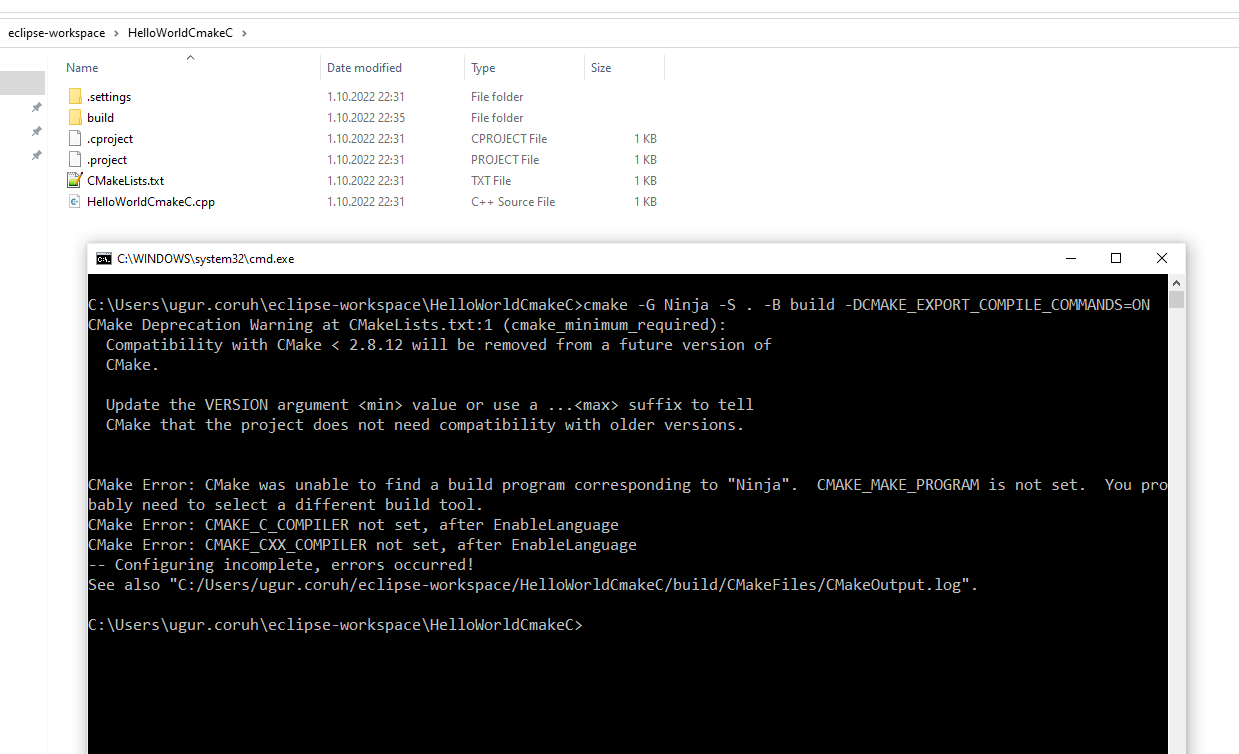 eclipse-workspace > HelloWorldCmakeC >
Name Date modified Type Size
.settings 1.10.2022 22:31 File folder
build 1.10.2022 22:35 File folder
.cproject 1.10.2022 22:31 CPROJECT File 1 KB
.project 1.10.2022 22:31 PROJECT File 1 KB
CMakeLists.txt 1.10.2022 22:31 TXT File 1 KB
HelloWorldCmakeC.cpp 1.10.2022 22:31 C++ Source File 1 KB
C:\WINDOWS\system32\cmd.exe
C:\Users\ugur.coruh\eclipse-workspace\HelloWorldCmakeC>cmake -G Ninja -S . -B build -DCMAKE_EXPORT_COMPILE_COMMANDS=ON
CMake Deprecation Warning at CMakeLists.txt:1 (cmake_minimum_required):
Compatibility with CMake < 2.8.12 will be removed from a future version of
CMake.
Update the VERSION argument <min> value or use a ...<max> suffix to tell
CMake that the project does not need compatibility with older versions.
CMake Error: CMake was unable to find a build program corresponding to "Ninja".  CMAKE_MAKE_PROGRAM is not set.  You pro
bably need to select a different build tool.
CMake Error: CMAKE_C_COMPILER not set, after EnableLanguage
CMake Error: CMAKE_CXX_COMPILER not set, after EnableLanguage
-- Configuring incomplete, errors occurred!
See also "C:/Users/ugur.coruh/eclipse-workspace/HelloWorldCmakeC/build/CMakeFiles/CMakeOutput.log".
C:\Users\ugur.coruh\eclipse-workspace\HelloWorldCmakeC>